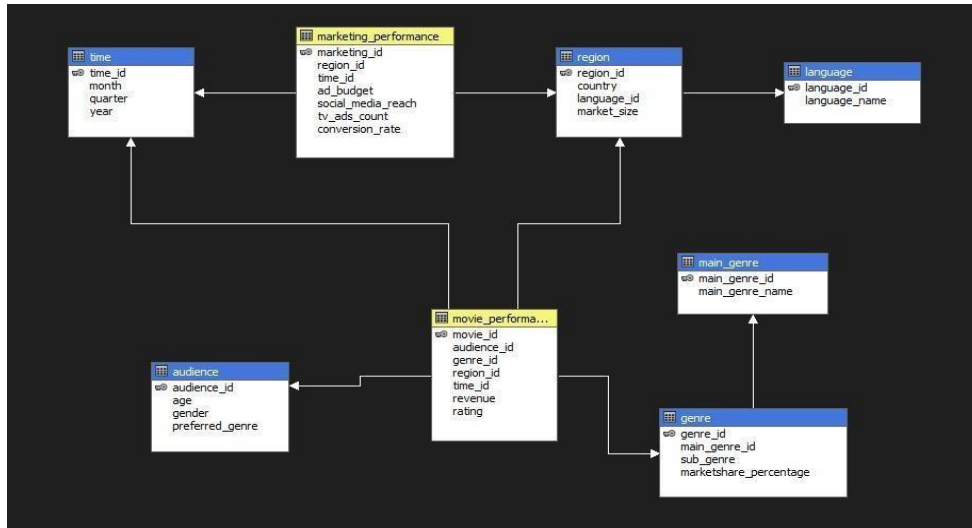 time
time_id
month
quarter
year
marketing_performance
marketing_id
region_id
time_id
ad_budget
social_media_reach
tv_ads_count
conversion_rate
region
region_id
country
language_id
market_size
language
language_id
language_name
main_genre
main_genre_id
main_genre_name
movie_performa...
movie_id
audience_id
genre_id
region_id
time_id
revenue
rating
audience
audience_id
age
gender
preferred_genre
genre
genre_id
main_genre_id
sub_genre
marketshare_percentage